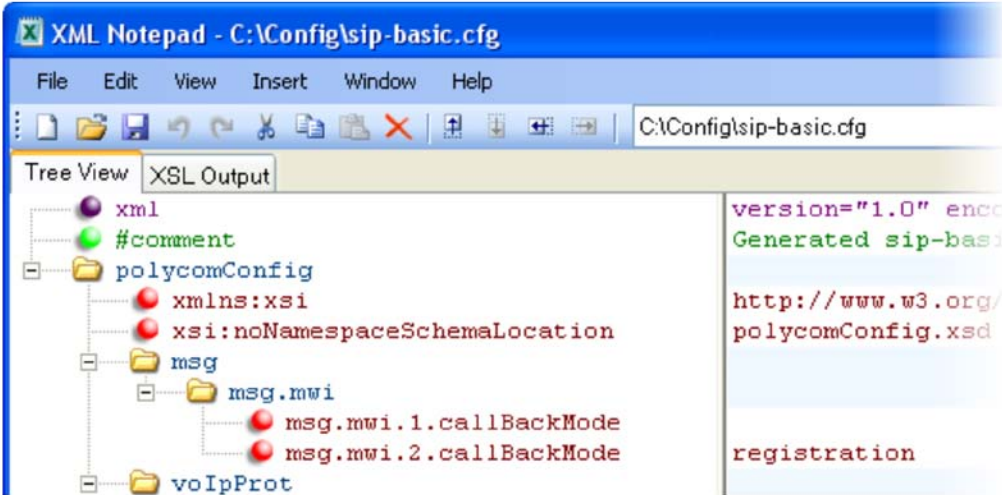 XML Notepad - C:\Config\sip-basic.cfg
File Edit View Insert Window Help
C:\Config\sip-basic.cfg
Tree View XSL Output
xml version="1.0"
#comment Generated
polycomConfig
xmlns:xsi http://www.w3.org/
xsi:noNamespaceSchemaLocation polycomConfig.xsd
msg
msg.mwi
msg.mwi.1.callBackMode
msg.mwi.2.callBackMode registration
voIpProt